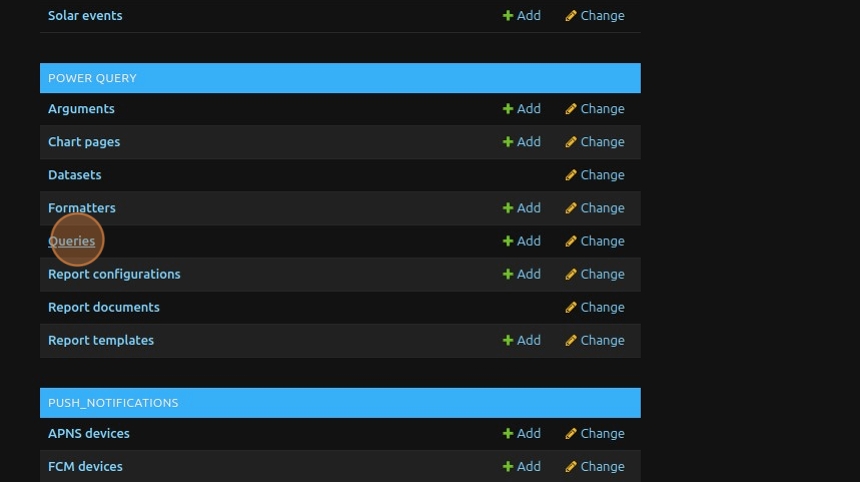 Solar events Add Change
POWER QUERY
Arguments Add Change
Chart pages Add Change
Datasets Change
Formatters Add Change
Queries Add Change
Report configurations Add Change
Report documents Change
Report templates Add Change
PUSH_NOTIFICATIONS
APNS devices Add Change
FCM devices Add Change